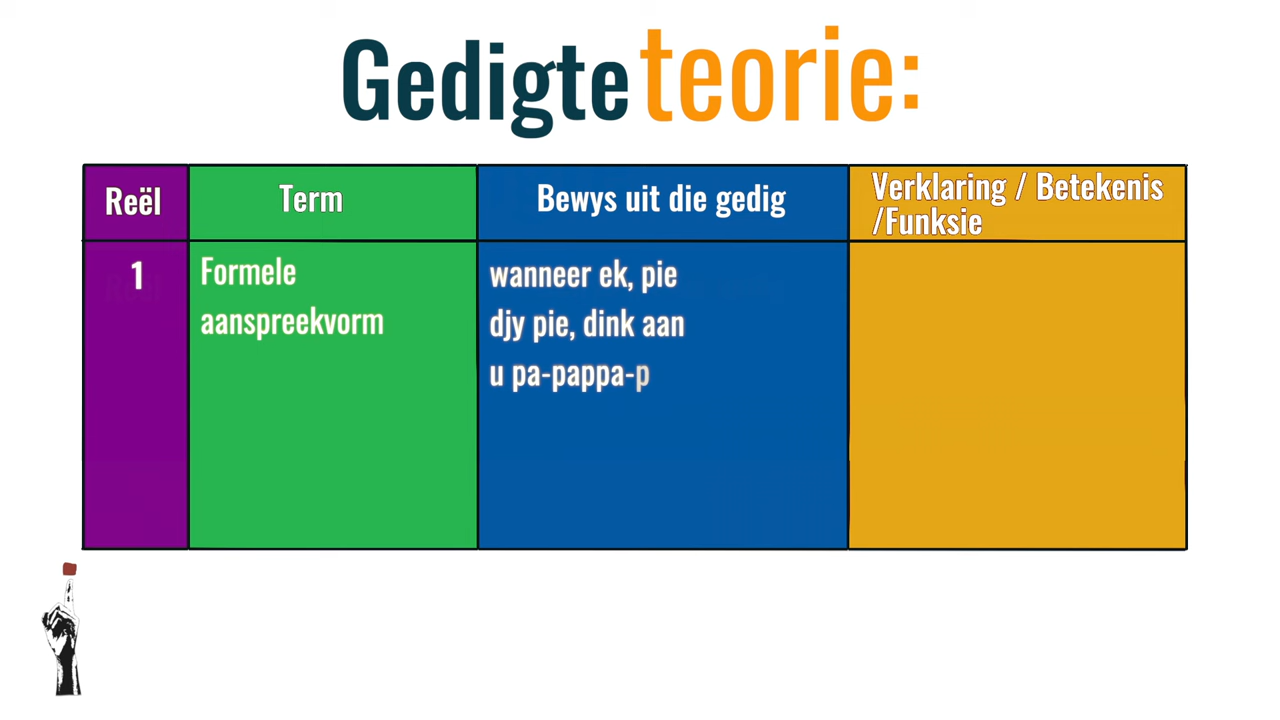 Gedigte teorie:
Reël
Term
Bewys uit die gedig
Verklaring / Betekenis
/Funksie
1
Formele
aanspreekvorm
wanneer ek, pie
djy pie, dink aan
u pa-pappa-p